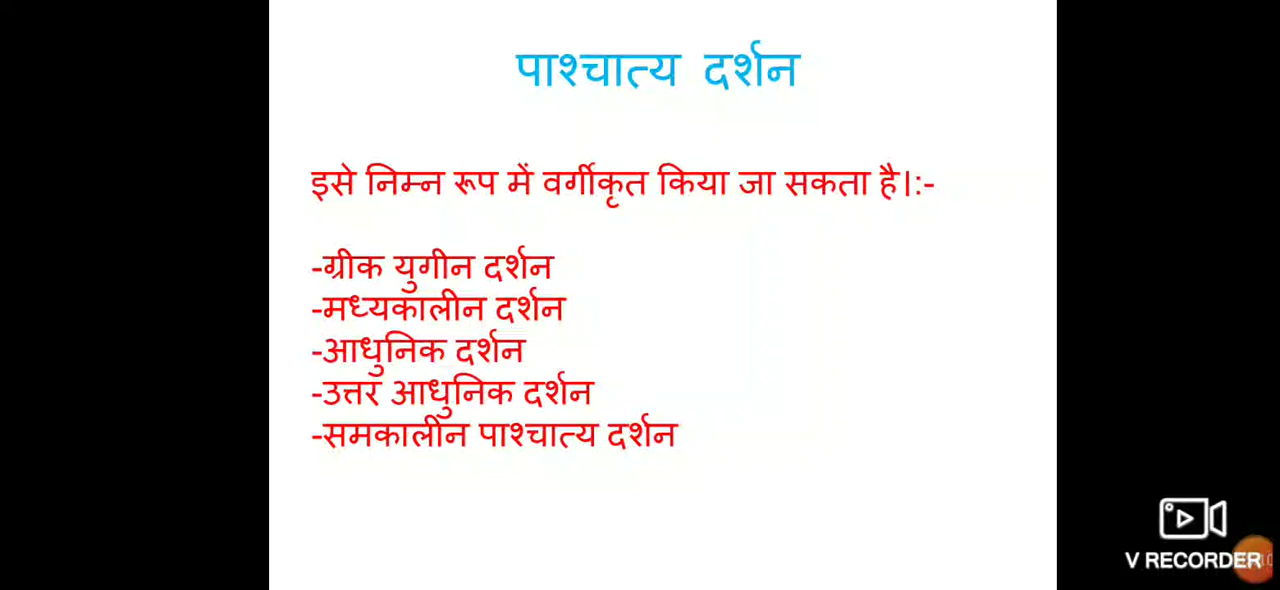 पाश्चात्य दर्शन
इसे निम्न रूप में वर्गीकृत किया जा सकता है।:-
-ग्रीक युगीन दर्शन
-मध्यकालीन दर्शन
-आधुनिक दर्शन
-उत्तर आधुनिक दर्शन
-समकालीन पाश्चात्य दर्शन
V RECORDER